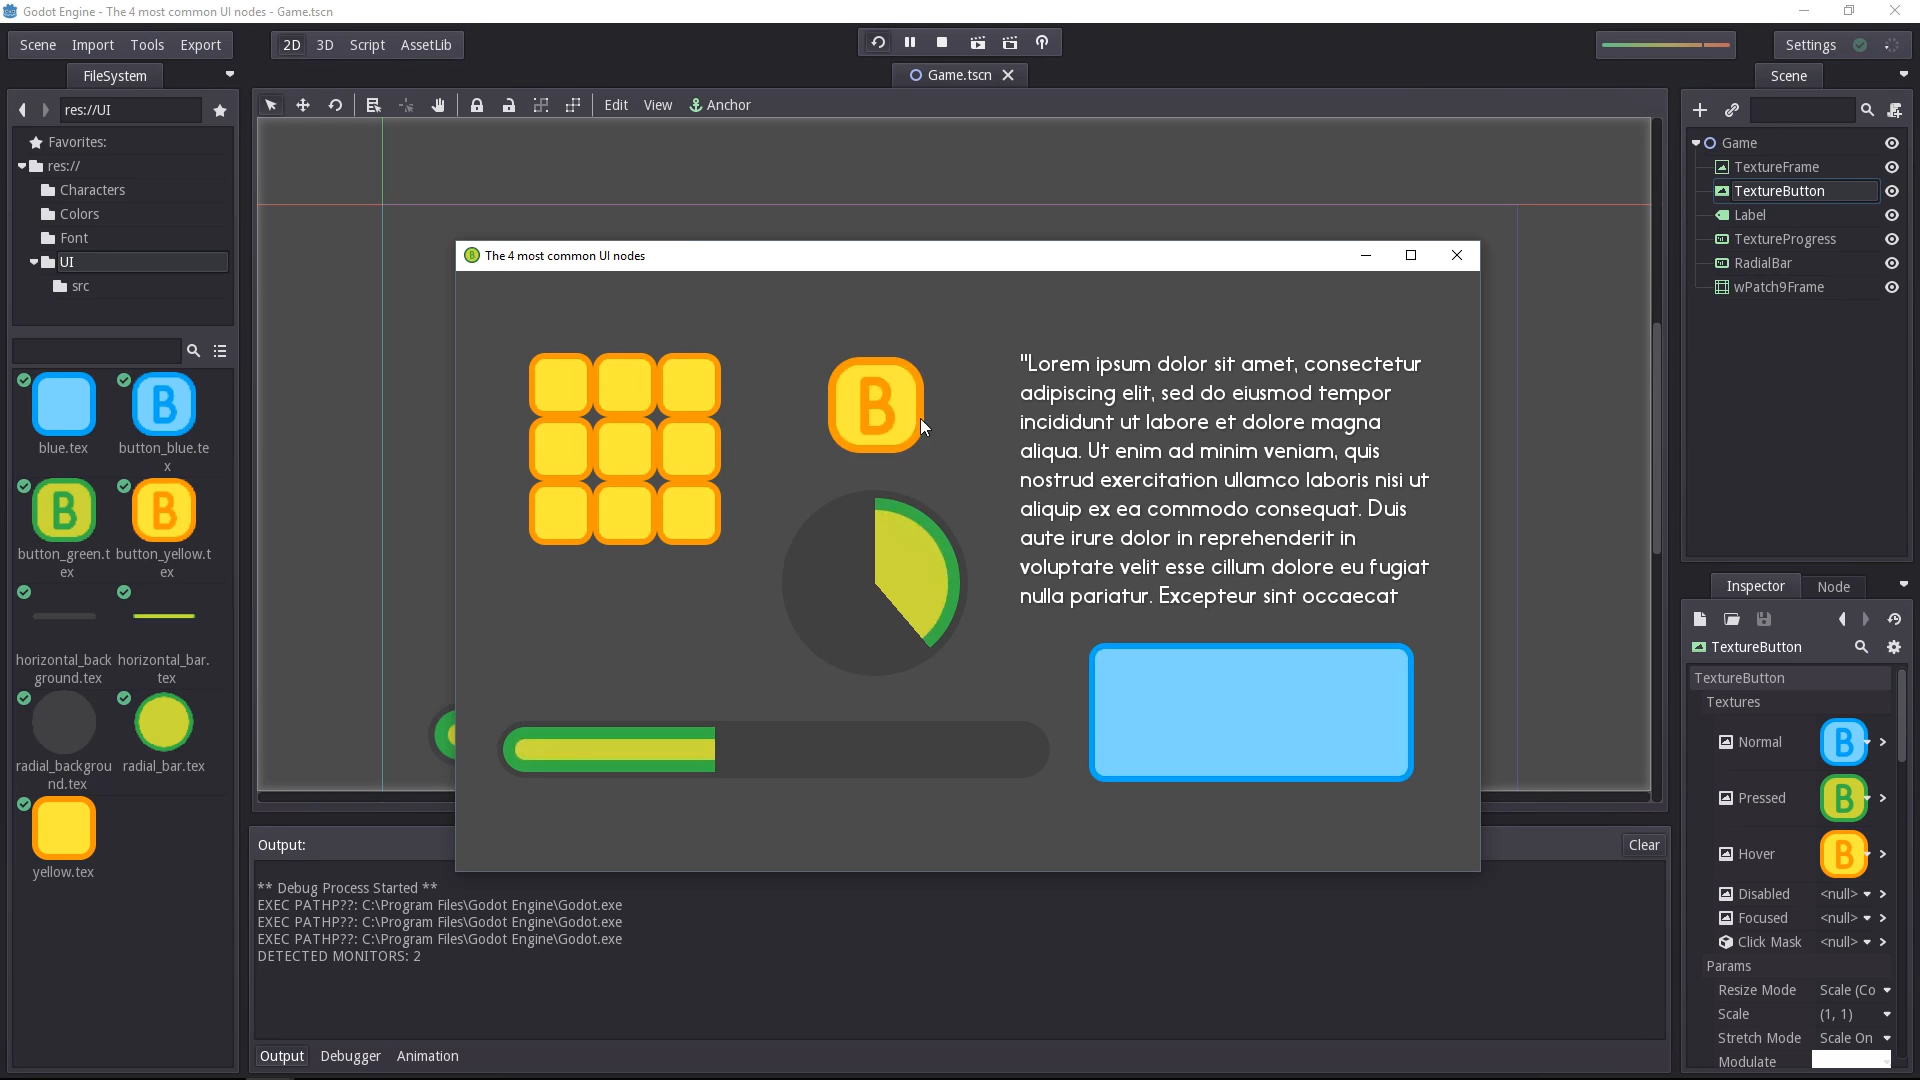 Godot Engine - The 4 most common UI nodes - Game.tscn
Scene Import Tools Export
2D 3D Script AssetLib
Settings
FileSystem
Game.tscn
Scene
res://UI
Edit View Anchor
Favorites:
res://
Characters
Colors
Font
UI
src
Game
TextureFrame
TextureButton
Label
TextureProgress
RadialBar
wPatch9Frame
The 4 most common UI nodes
B
"Lorem ipsum dolor sit amet, consectetur
adipiscing elit, sed do eiusmod tempor
incididunt ut labore et dolore magna
aliqua. Ut enim ad minim veniam, quis
nostrud exercitation ullamco laboris nisi ut
aliquip ex ea commodo consequat. Duis
aute irure dolor in reprehenderit in
voluptate velit esse cillum dolore eu fugiat
nulla pariatur. Excepteur sint occaecat
B
blue.tex
button_blue.te
x
B
B
button_green.t
ex
button_yellow.t
ex
horizontal_back
ground.tex
horizontal_bar.
tex
radial_backgrou
nd.tex
radial_bar.tex
yellow.tex
Inspector Node
TextureButton
TextureButton
Textures
Normal B
Pressed B
Hover B
Disabled <null>
Focused <null>
Click Mask <null>
Params
Resize Mode Scale (Co
Scale (1, 1)
Stretch Mode Scale On
Modulate
Output:
Clear
** Debug Process Started **
EXEC PATHP??: C:\Program Files\Godot Engine\Godot.exe
EXEC PATHP??: C:\Program Files\Godot Engine\Godot.exe
EXEC PATHP??: C:\Program Files\Godot Engine\Godot.exe
DETECTED MONITORS: 2
Output Debugger Animation